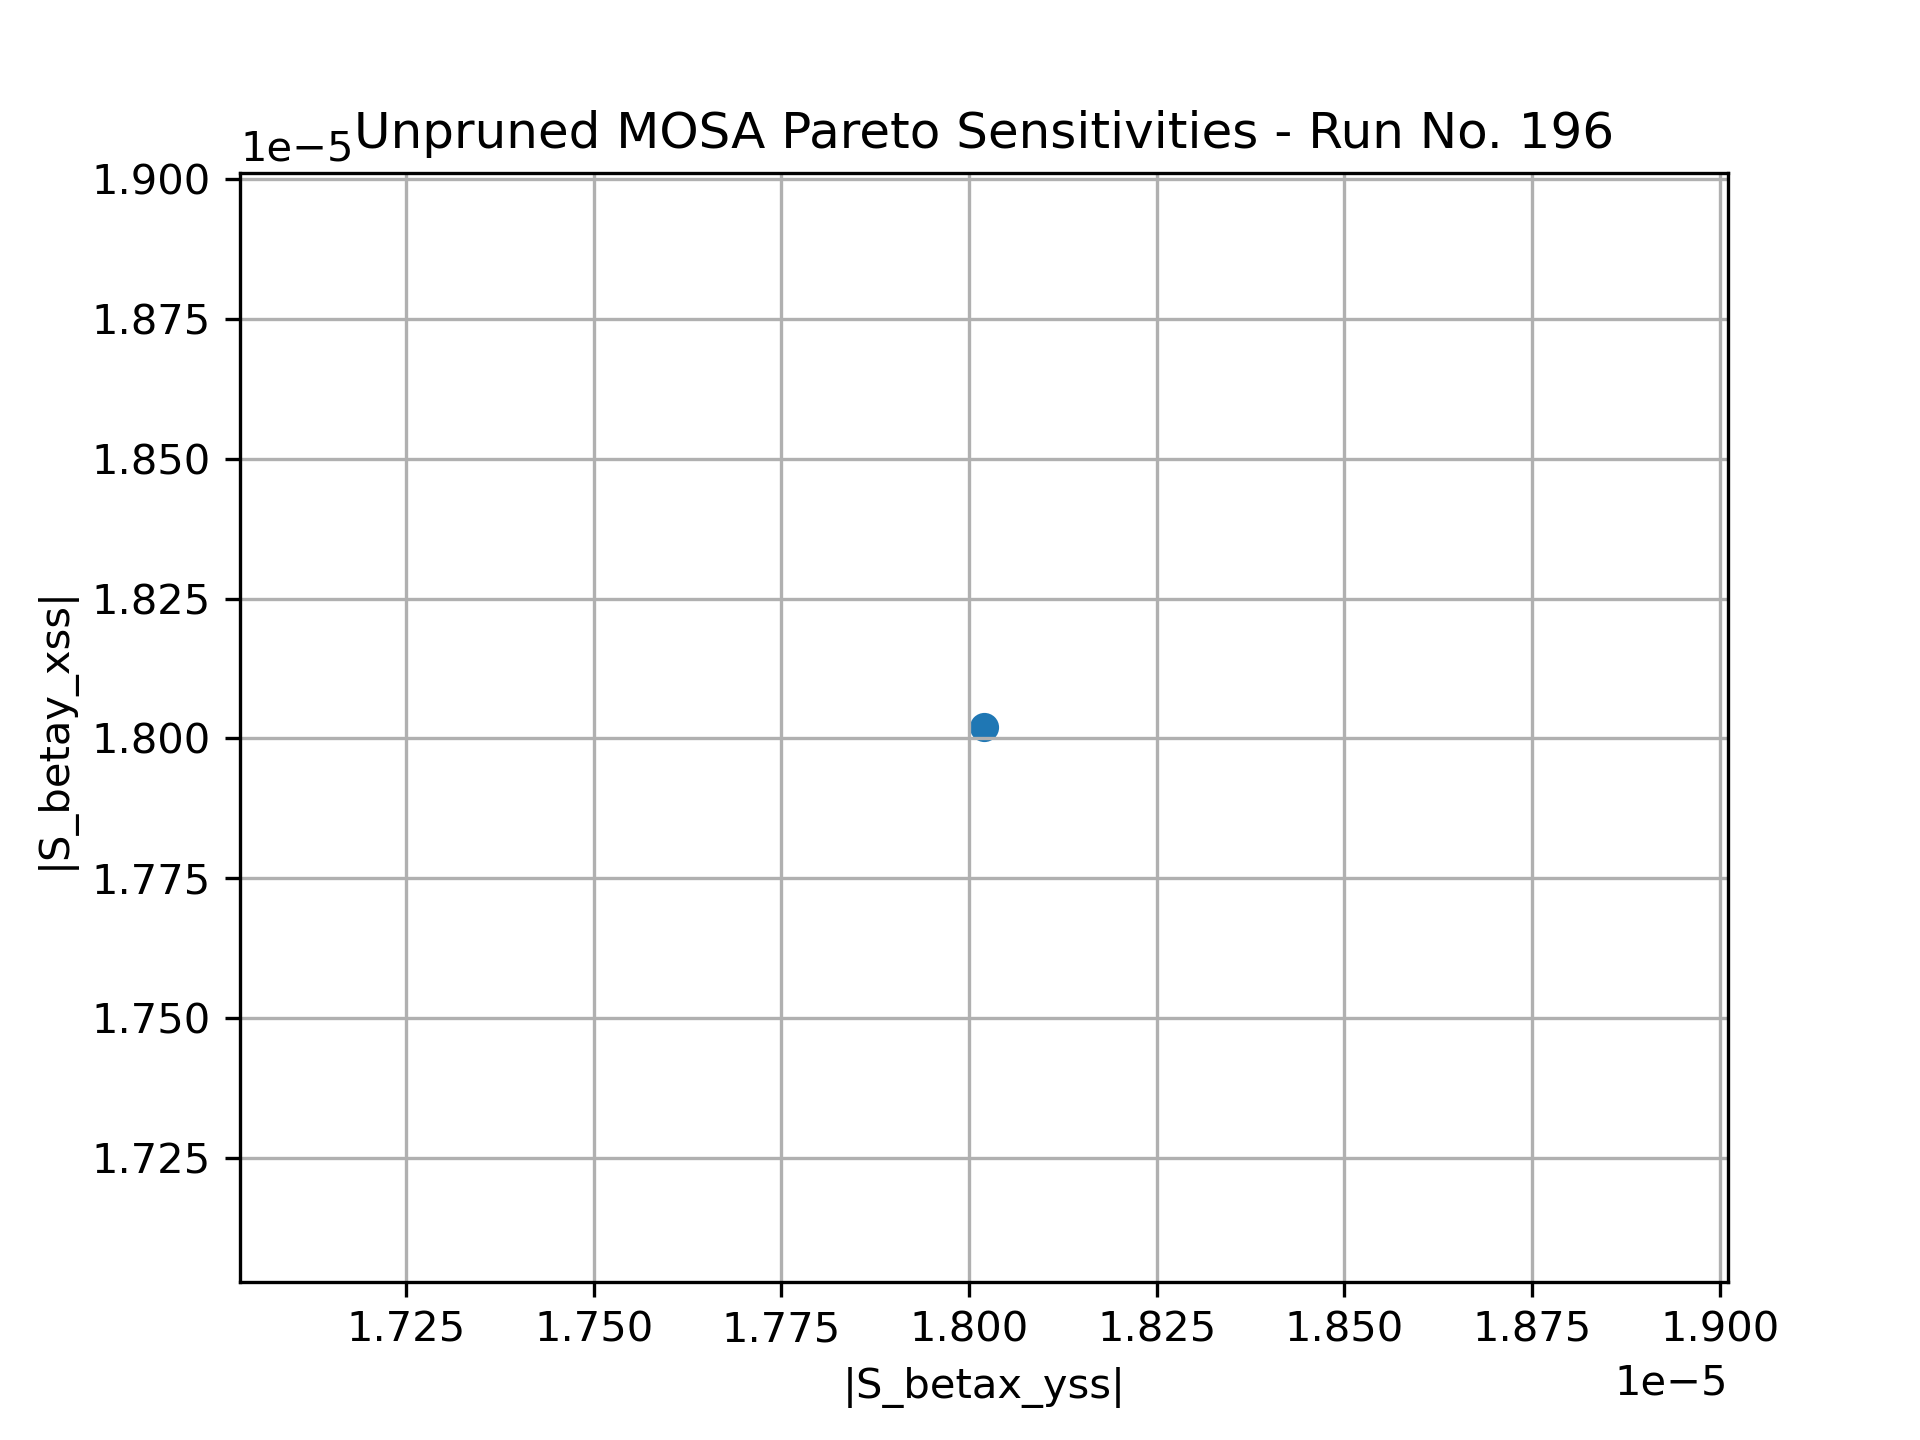 Unpruned MOSA Pareto Sensitivities - Run No. 196
1e−5
1.900
1.875
1.850
1.825
1.800
1.775
1.750
1.725
|S_betay_xss|
1.725 1.750 1.775 1.800 1.825 1.850 1.875 1.900
1e−5
|S_betax_yss|